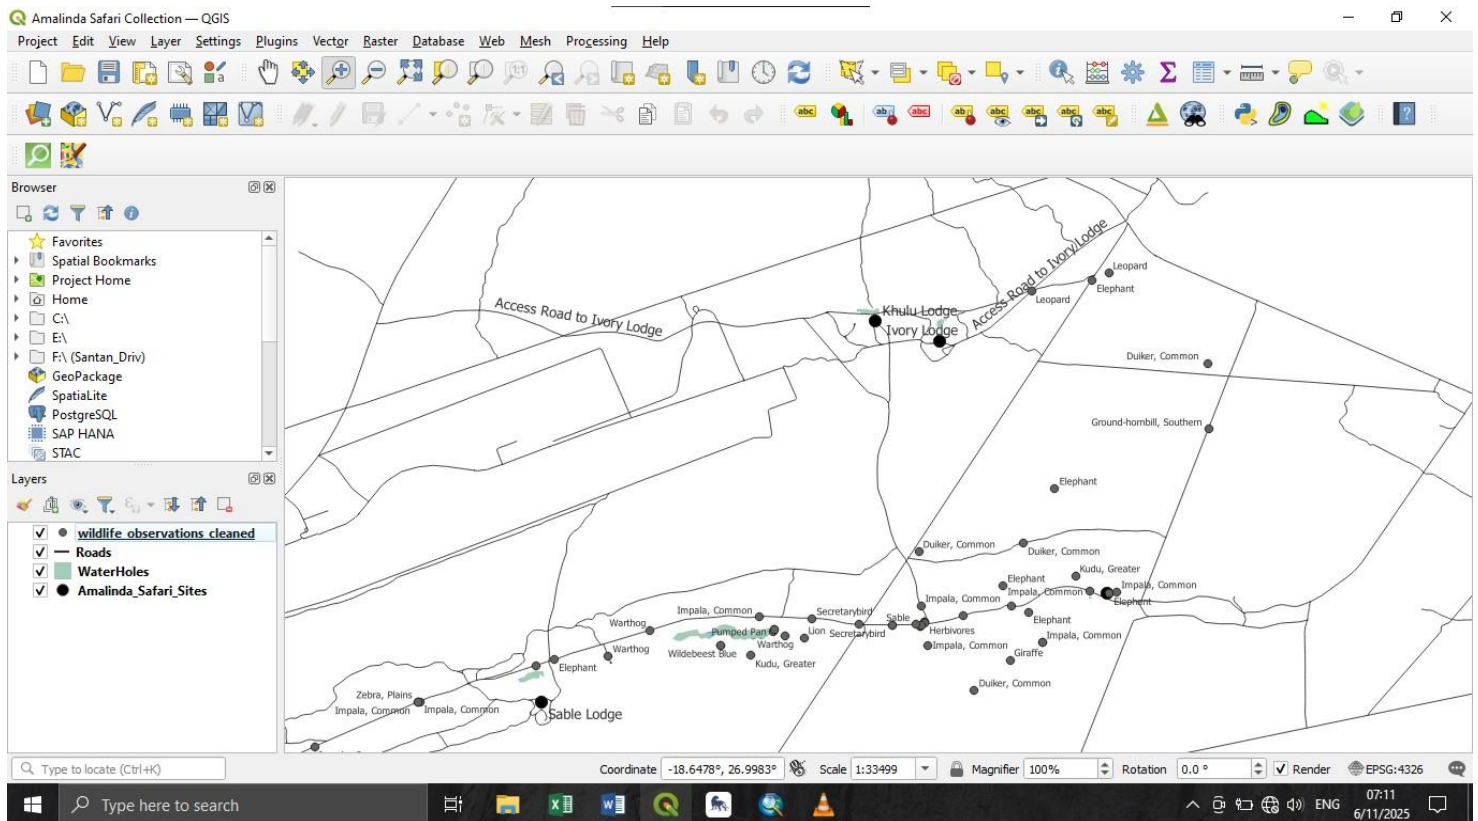 Amalinda Safari Collection — QGIS
Project Edit View Layer Settings Plugins Vector Raster Database Web Mesh Processing Help
Browser
Favorites
Spatial Bookmarks
Project Home
Home
C:\
E:\
F:\ (Santan_Driv)
GeoPackage
SpatiaLite
PostgreSQL
SAP HANA
STAC
Layers
wildlife_observations_cleaned
Roads
WaterHoles
Amalinda_Safari_Sites
Access Road to Ivory Lodge
Leopard
Elephant
Access Road to Ivory Lodge
Leopard
Khulu Lodge
Ivory Lodge
Duiker, Common
Ground-hornbill, Southern
Elephant
Duiker, Common
Duiker, Common
Kudu, Greater
Elephant
Impala, Common
Impala, Common
Elephant
Impala, Common
Impala, Common
Secretarybird
Sable
Elephant
Warthog
Pumped Pan
Lion
Secretarybird
Herbivores
Impala, Common
Warthog
Warthog
Impala, Common
Wildebeest Blue
Kudu, Greater
Giraffe
Elephant
Duiker, Common
Zebra, Plains
Impala, Common
Impala, Common
Sable Lodge
Type to locate (Ctrl+K)
Coordinate -18.6478°, 26.9983° Scale 1:33499 Magnifier 100% Rotation 0.0 ° Render EPSG:4326
Type here to search
ENG
07:11
6/11/2025